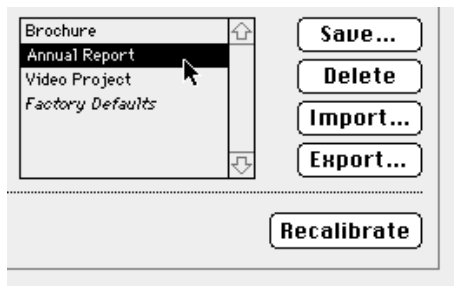 Brochure
Annual Report
Video Project
Factory Defaults
Save...
Delete
Import...
Export...
Recalibrate